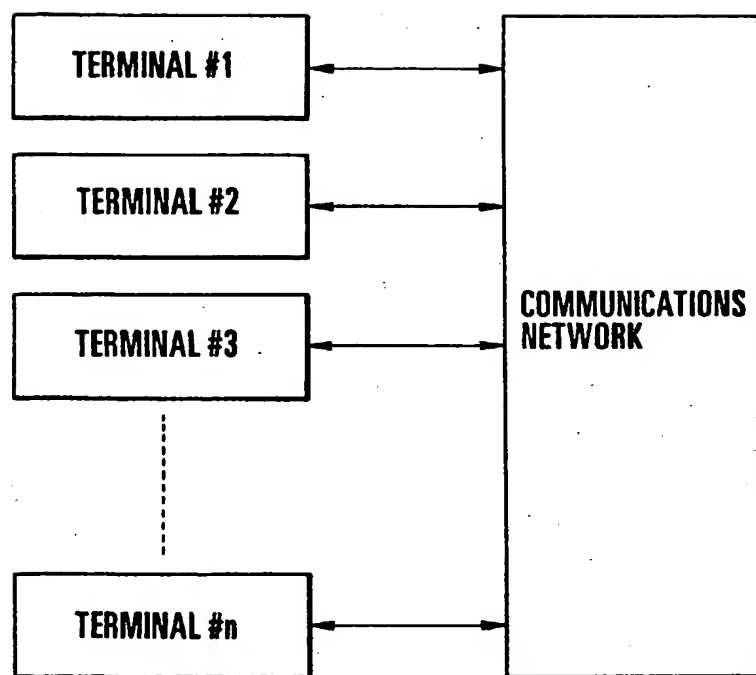 TERMINAL #1
TERMINAL #2
TERMINAL #3
COMMUNICATIONS
NETWORK
TERMINAL #n